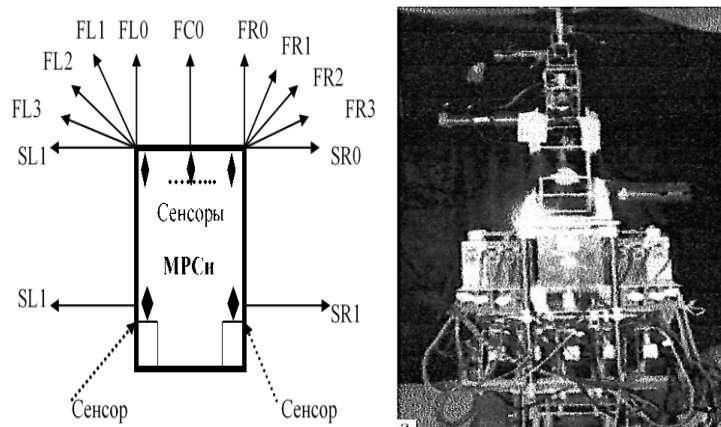 FL1 FL0 FC0 FR0
FR1
FL2
FR2
FL3
FR3
SL1
SR0
Сенсоры
МРСи
SL1
SR1
Сенсор
Сенсор
а